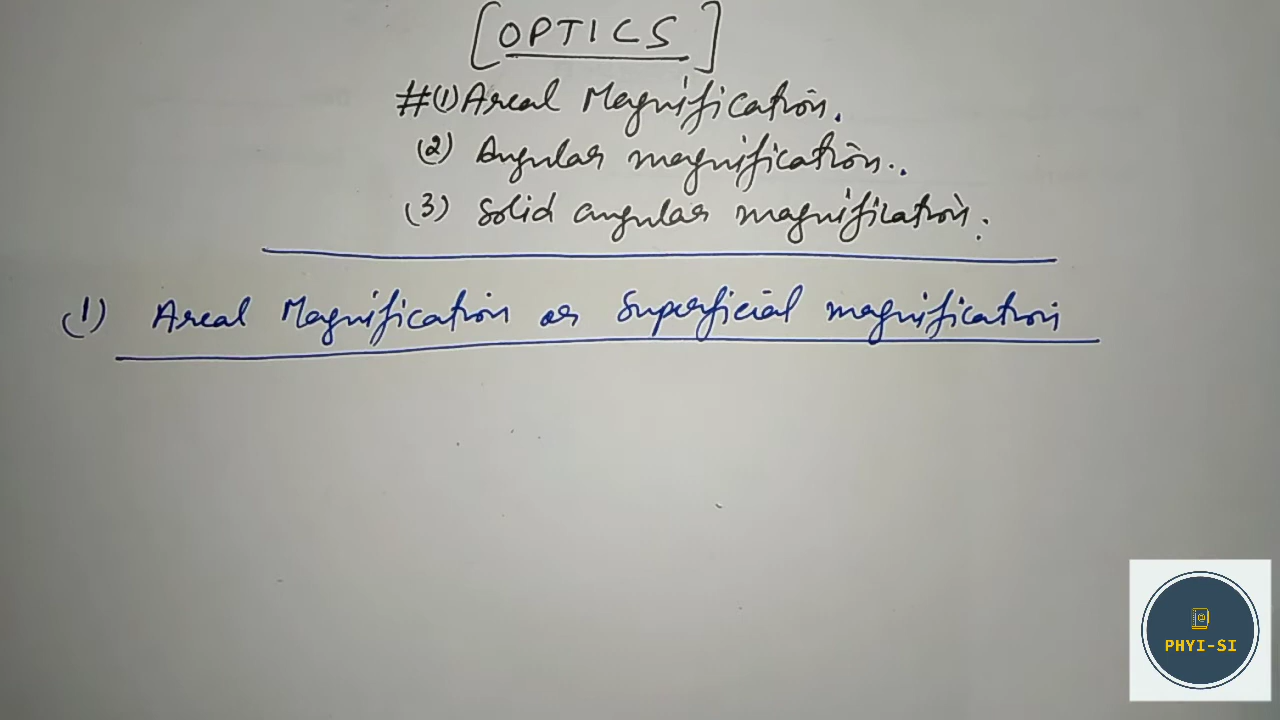 [OPTICS]
#(1) Areal Magnification.
(2) Angular magnification..
(3) Solid angular magnification.
(1) Areal Magnification or Superficial magnification
PHYI-SI